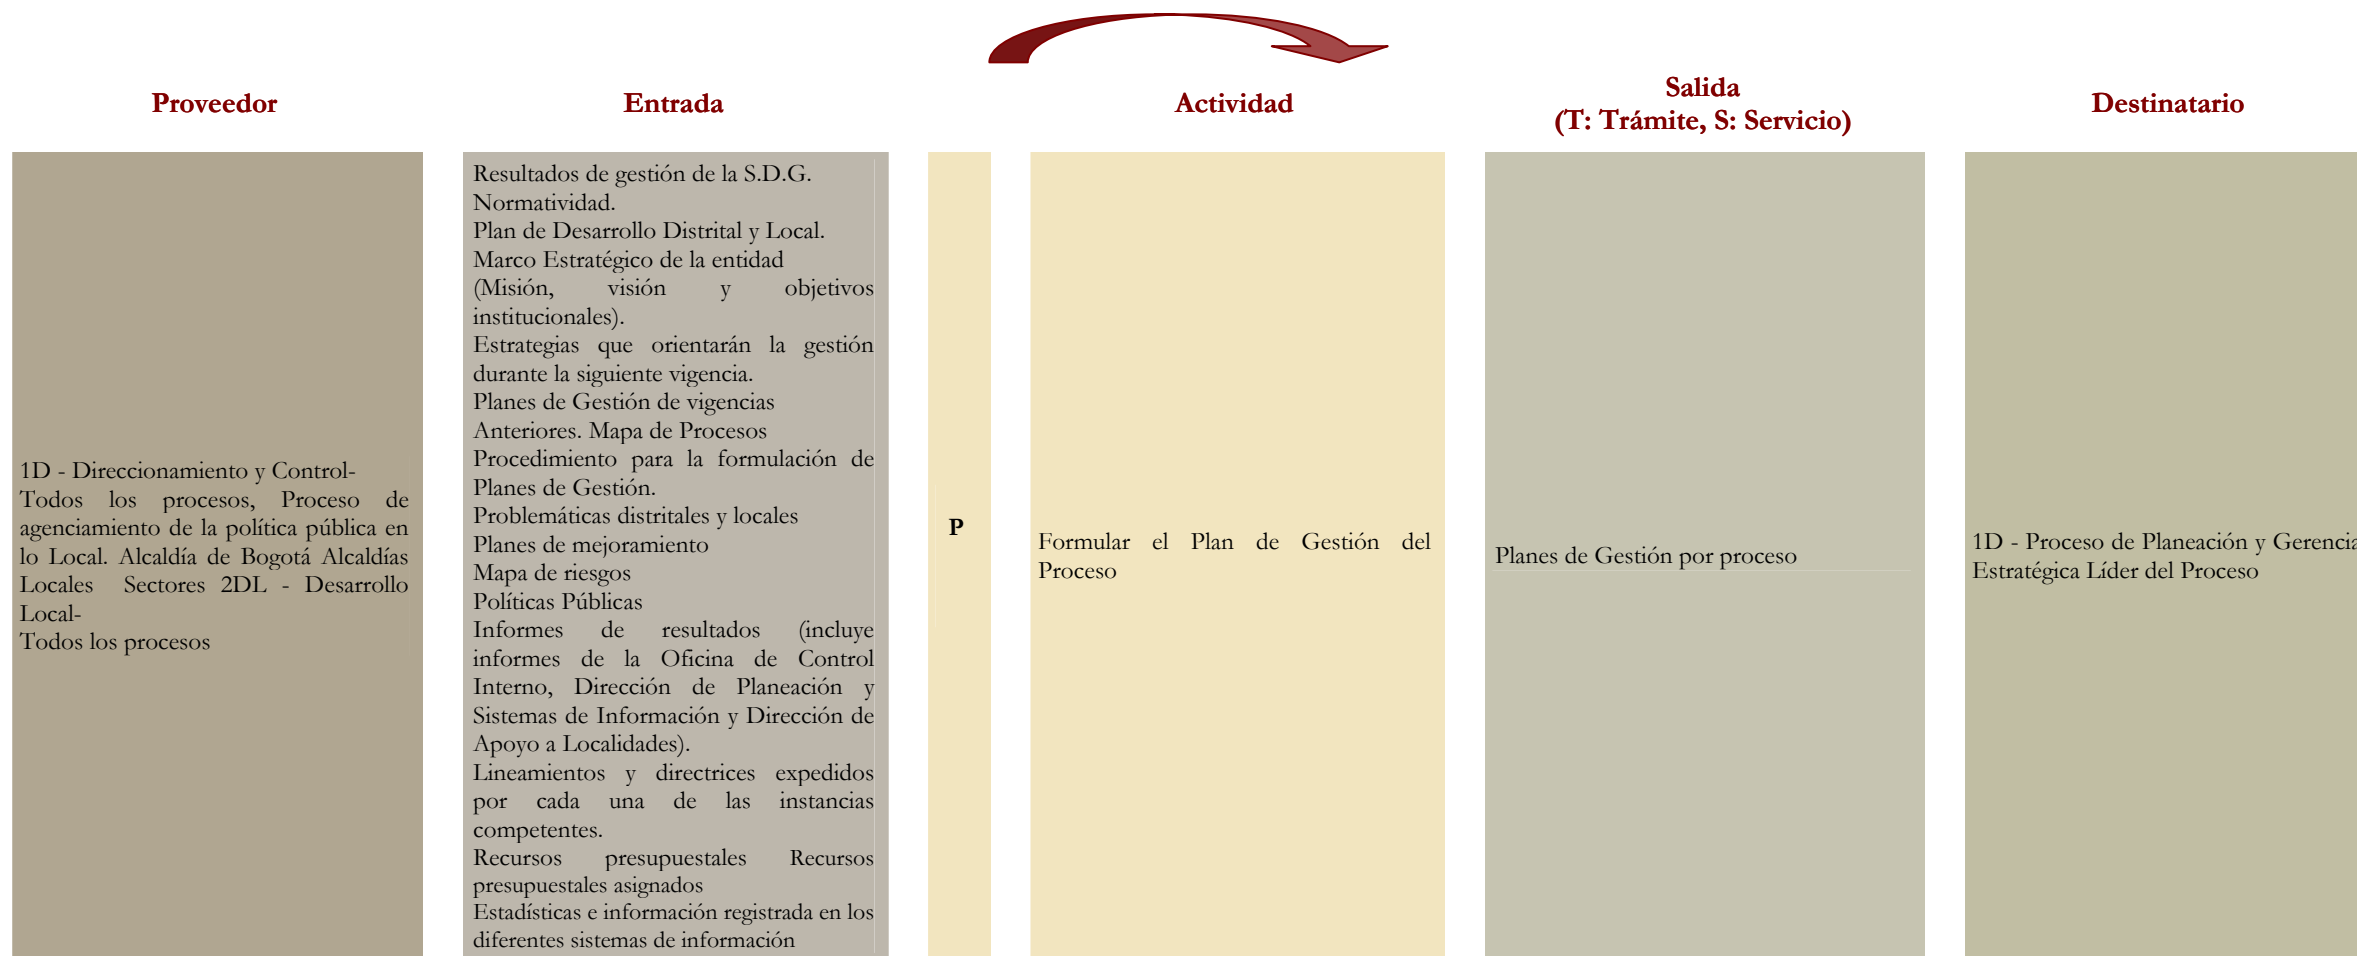 Proveedor
Entrada
Actividad
Salida
(T: Trámite, S: Servicio)
Destinatario
1D - Direccionamiento y Control-
Todos los procesos, Proceso de
agenciamiento de la política pública en
lo Local. Alcaldía de Bogotá Alcaldías
Locales Sectores 2DL - Desarrollo
Local-
Todos los procesos
Resultados de gestión de la S.D.G.
Normatividad.
Plan de Desarrollo Distrital y Local.
Marco Estratégico de la entidad
(Misión, visión y objetivos
institucionales).
Estrategias que orientarán la gestión
durante la siguiente vigencia.
Planes de Gestión de vigencias
Anteriores. Mapa de Procesos
Procedimiento para la formulación de
Planes de Gestión.
Problemáticas distritales y locales
Planes de mejoramiento
Mapa de riesgos
Políticas Públicas
Informes de resultados (incluye
informes de la Oficina de Control
Interno, Dirección de Planeación y
Sistemas de Información y Dirección de
Apoyo a Localidades).
Lineamientos y directrices expedidos
por cada una de las instancias
competentes.
Recursos presupuestales Recursos
presupuestales asignados
Estadísticas e información registrada en los
diferentes sistemas de información
P
Formular el Plan de Gestión del
Proceso
Planes de Gestión por proceso
1D - Proceso de Planeación y Gerencia
Estratégica Líder del Proceso